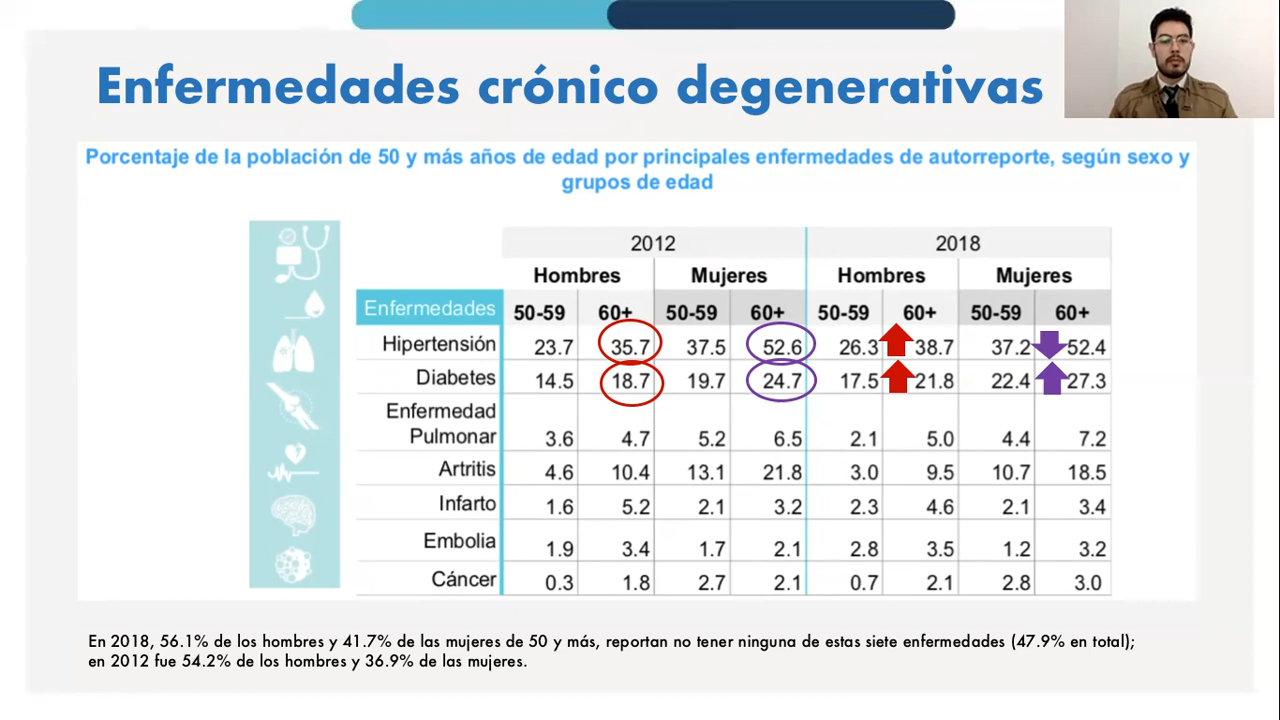 Enfermedades crónico degenerativas
Porcentaje de la población de 50 y más años de edad por principales enfermedades de autorreporte, según sexo y
grupos de edad
2012 2018
Hombres Mujeres Hombres Mujeres
Enfermedades 50-59 60+ 50-59 60+ 50-59 60+ 50-59 60+
Hipertensión 23.7 35.7 37.5 52.6 26.3 38.7 37.2 52.4
Diabetes 14.5 18.7 19.7 24.7 17.5 21.8 22.4 27.3
Enfermedad
Pulmonar 3.6 4.7 5.2 6.5 2.1 5.0 4.4 7.2
Artritis 4.6 10.4 13.1 21.8 3.0 9.5 10.7 18.5
Infarto 1.6 5.2 2.1 3.2 2.3 4.6 2.1 3.4
Embolia 1.9 3.4 1.7 2.1 2.8 3.5 1.2 3.2
Cáncer 0.3 1.8 2.7 2.1 0.7 2.1 2.8 3.0
En 2018, 56.1% de los hombres y 41.7% de las mujeres de 50 y más, reportan no tener ninguna de estas siete enfermedades (47.9% en total);
en 2012 fue 54.2% de los hombres y 36.9% de las mujeres.